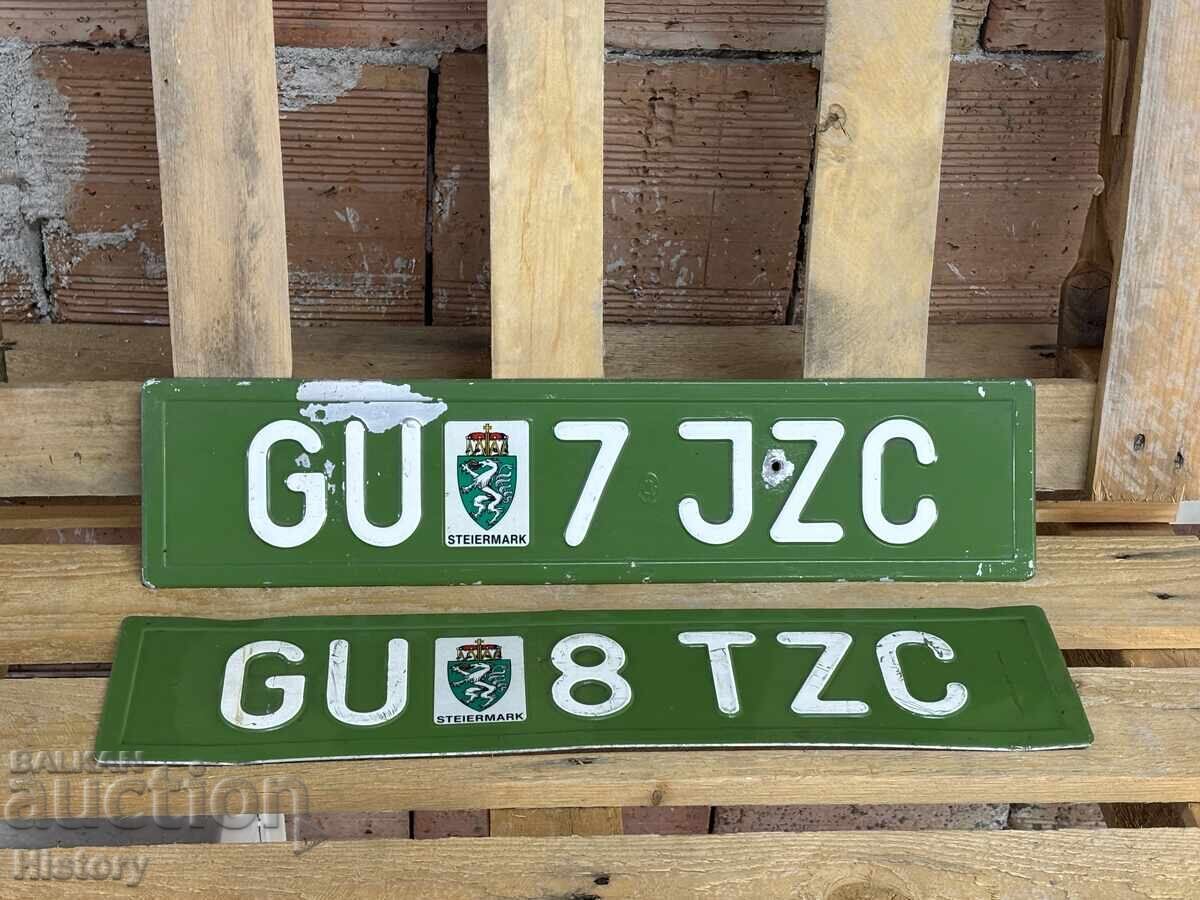 GU STEIERMARK 7 JZC
GU STEIERMARK 8 TZC
BALKAN
auction
History